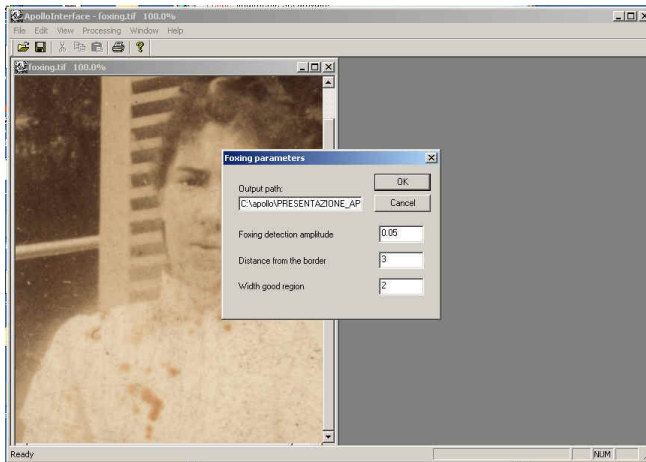 ApolloInterface - foxing.tif 100.0%
File Edit View Processing Window Help
foxing.tif 100.0%
Foxing parameters
Output path:
OK
C:\apollo\PRESENTAZIONE_AP
Cancel
Foxing detection amplitude
0.05
Distance from the border
3
Width good region
2
Ready
NUM